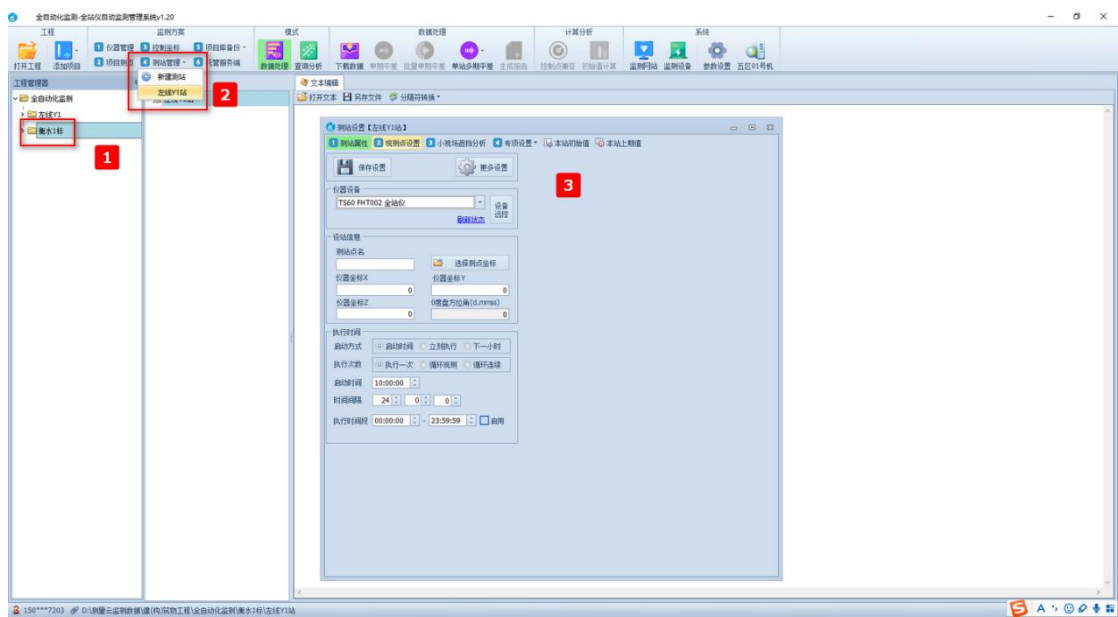 全自动化监测-全站仪自动监测管理系统v1.20
工程 监测方案 模式 数据处理 计算分析 系统
1 仪器管理 3 控制坐标 5 项目库备份
打开工程 添加项目 2 项目测点 4 测站管理 6 托管服务端 数据处理 查询分析 下载数据 单期平差 批量单期平差 单站多期平差 生成报告 控制点兼容 初始值计算 监测网站 监测设备 参数设置 五区01号机
新建测站
左线Y1站
2
工程管理器
全自动化监测
左线Y1
衡水1标
1
文本编辑
打开文本 另存文件 分隔符转换
测站设置【左线Y1站】
1 测站属性 2 观测点设置 3 小视场遮挡分析 4 专项设置 本站初始值 本站上期值
保存设置 更多设置
3
仪器设备
TS60 FHT002 全站仪
设备
遥控
刷新状态
设站信息
测站点名
选择测点坐标
仪器坐标X 仪器坐标Y
0 0
仪器坐标Z 0度盘方位角(d.mmss)
0 0
执行时间
启动方式 启动时间 立刻执行 下一小时
执行次数 执行一次 循环观测 循环连续
启动时间 10:00:00
时间间隔 24 0 0
执行时间段 00:00:00 - 23:59:59 启用
150***7203 D:\测量云监测数据\建(构)筑物工程\全自动化监测\衡水1标\左线Y1站